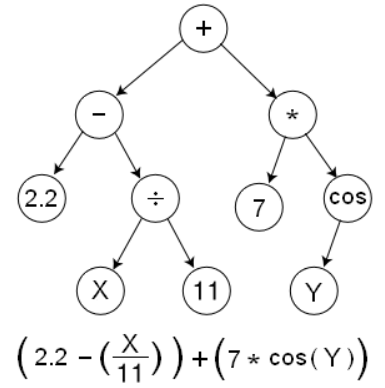 +
− *
2.2 ÷ 7 cos
X 11 Y
(2.2 − (X/11)) + (7 * cos(Y))